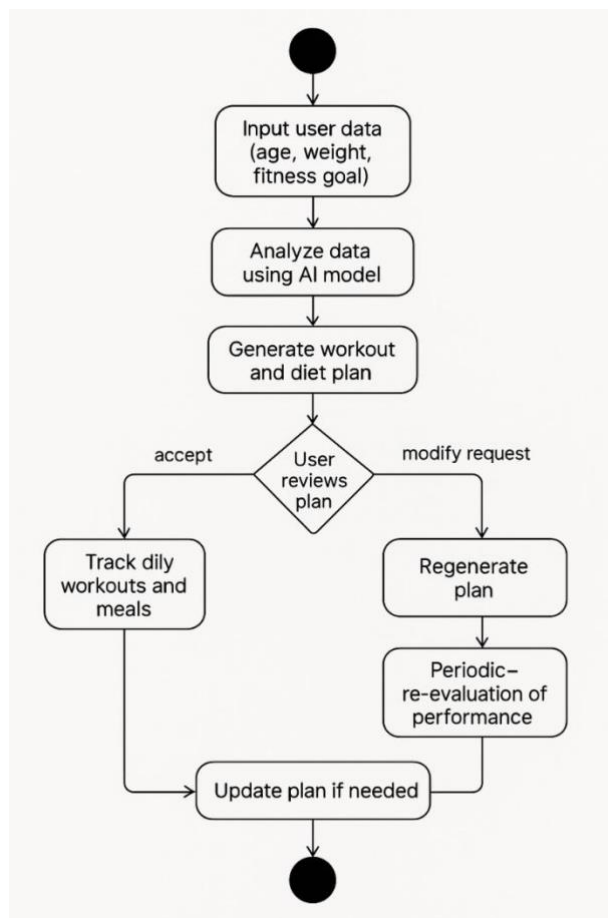 Input user data
(age, weight,
fitness goal)
Analyze data
using AI model
Generate workout
and diet plan
User
reviews
plan
accept
modify request
Track dily
workouts and
meals
Regenerate
plan
Periodic–
re-evaluation of
performance
Update plan if needed